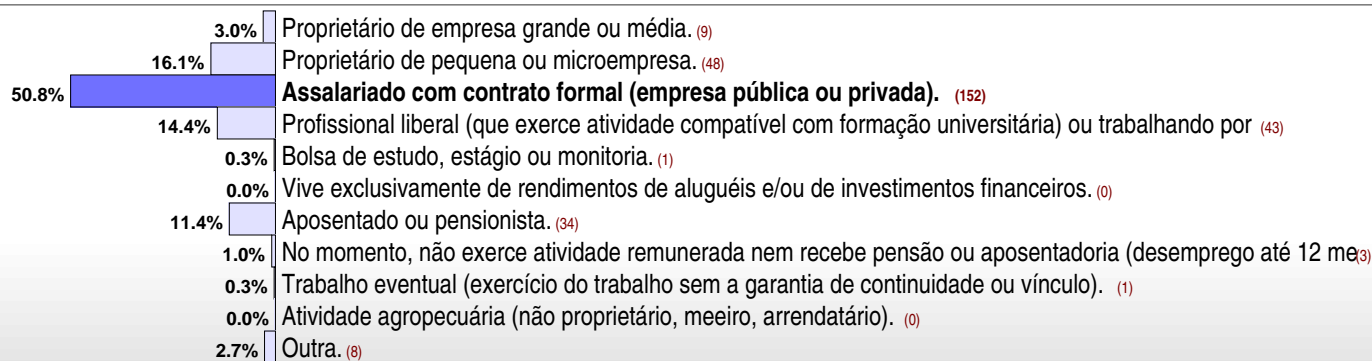 3.0% Proprietário de empresa grande ou média. (9)
16.1% Proprietário de pequena ou microempresa. (48)
50.8% Assalariado com contrato formal (empresa pública ou privada). (152)
14.4% Profissional liberal (que exerce atividade compatível com formação universitária) ou trabalhando por (43)
0.3% Bolsa de estudo, estágio ou monitoria. (1)
0.0% Vive exclusivamente de rendimentos de aluguéis e/ou de investimentos financeiros. (0)
11.4% Aposentado ou pensionista. (34)
1.0% No momento, não exerce atividade remunerada nem recebe pensão ou aposentadoria (desemprego até 12 me(3)
0.3% Trabalho eventual (exercício do trabalho sem a garantia de continuidade ou vínculo). (1)
0.0% Atividade agropecuária (não proprietário, meeiro, arrendatário). (0)
2.7% Outra. (8)